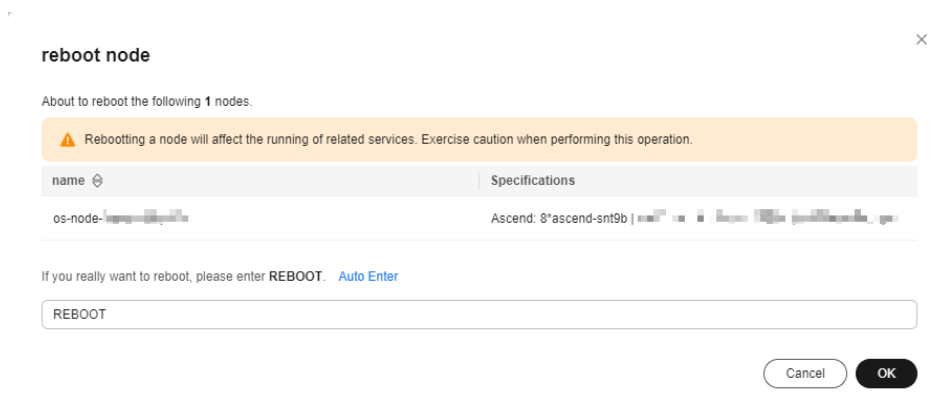 reboot node
About to reboot the following 1 nodes.
Rebooting a node will affect the running of related services. Exercise caution when performing this operation.
name Specifications
os-node- Ascend: 8*ascend-snt9b |
If you really want to reboot, please enter REBOOT. Auto Enter
REBOOT
Cancel OK